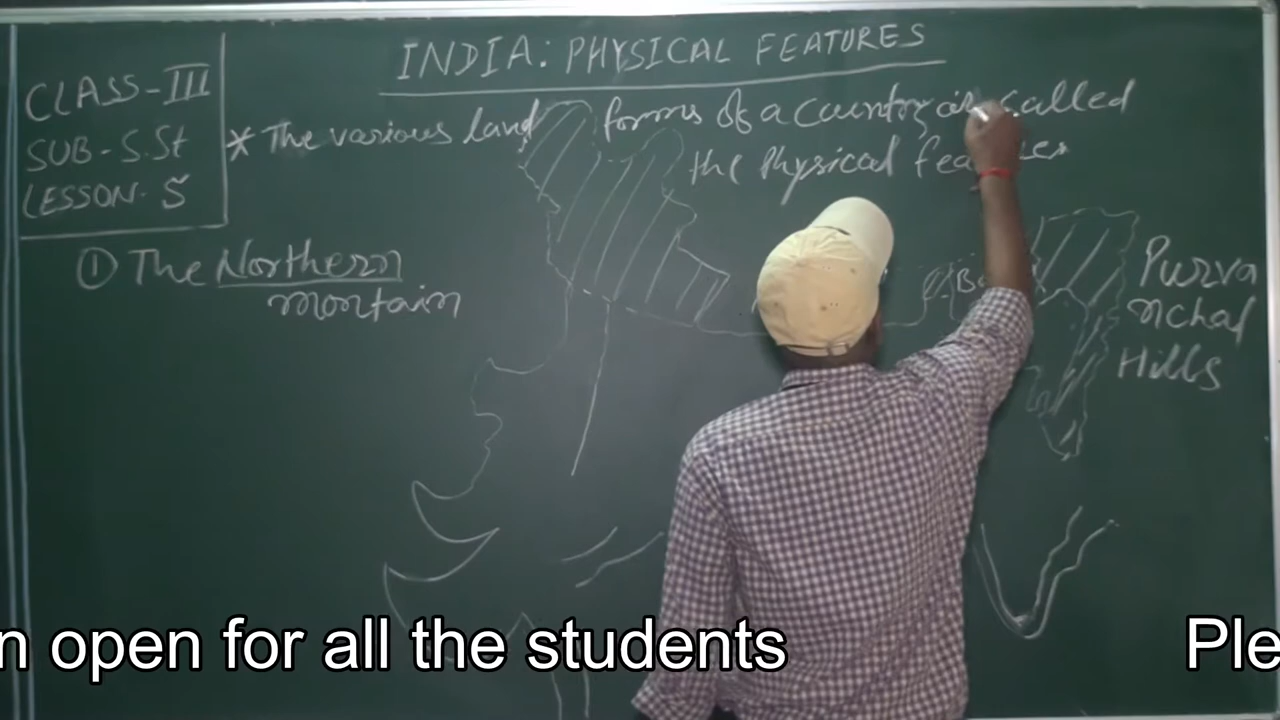 INDIA: PHYSICAL FEATURES
CLASS-III
SUB-S.St
LESSON-5
* The various land forms of a country are called
the Physical features
① The Northern
montain
Purva
nchal
Hills
n open for all the students
Ple